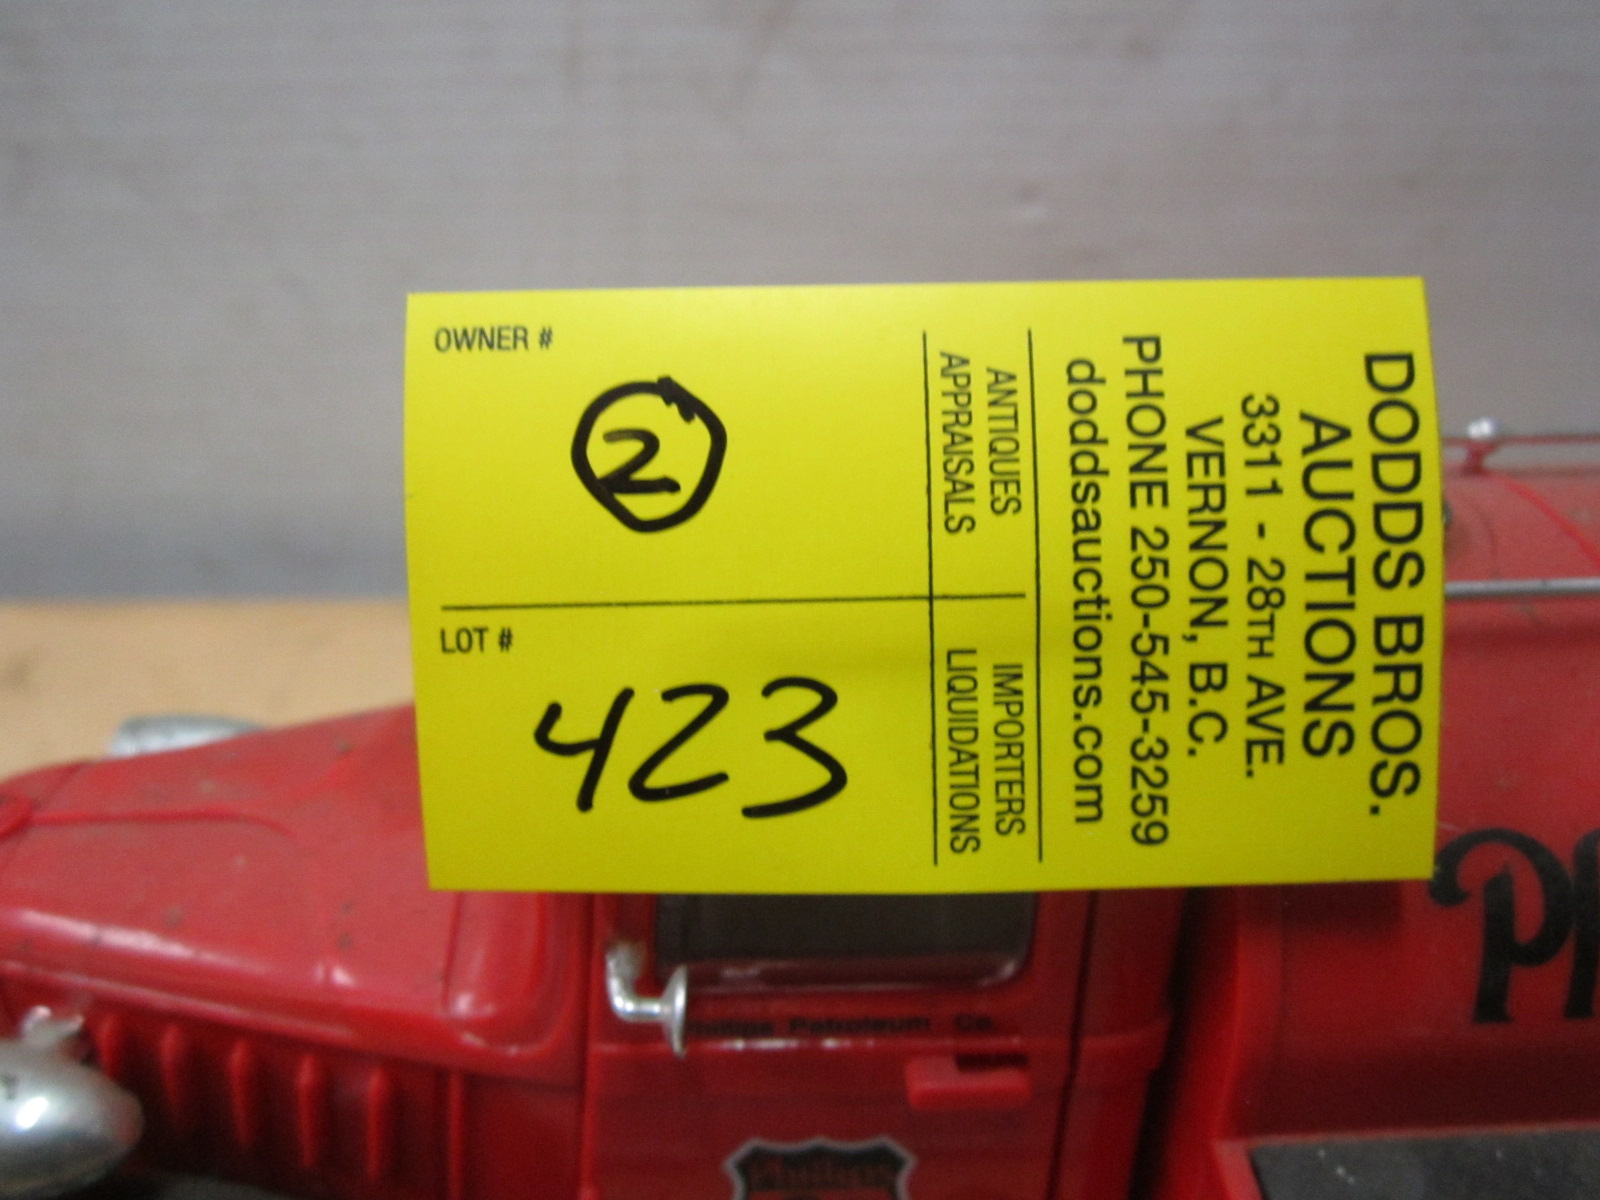 DODDS BROS.
AUCTIONS
3311 - 28TH AVE.
VERNON, B.C.
PHONE 250-545-3259
doddsauctions.com
ANTIQUES
APPRAISALS
IMPORTERS
LIQUIDATIONS
OWNER #
2
LOT #
423
Phillips Petroleum Co.